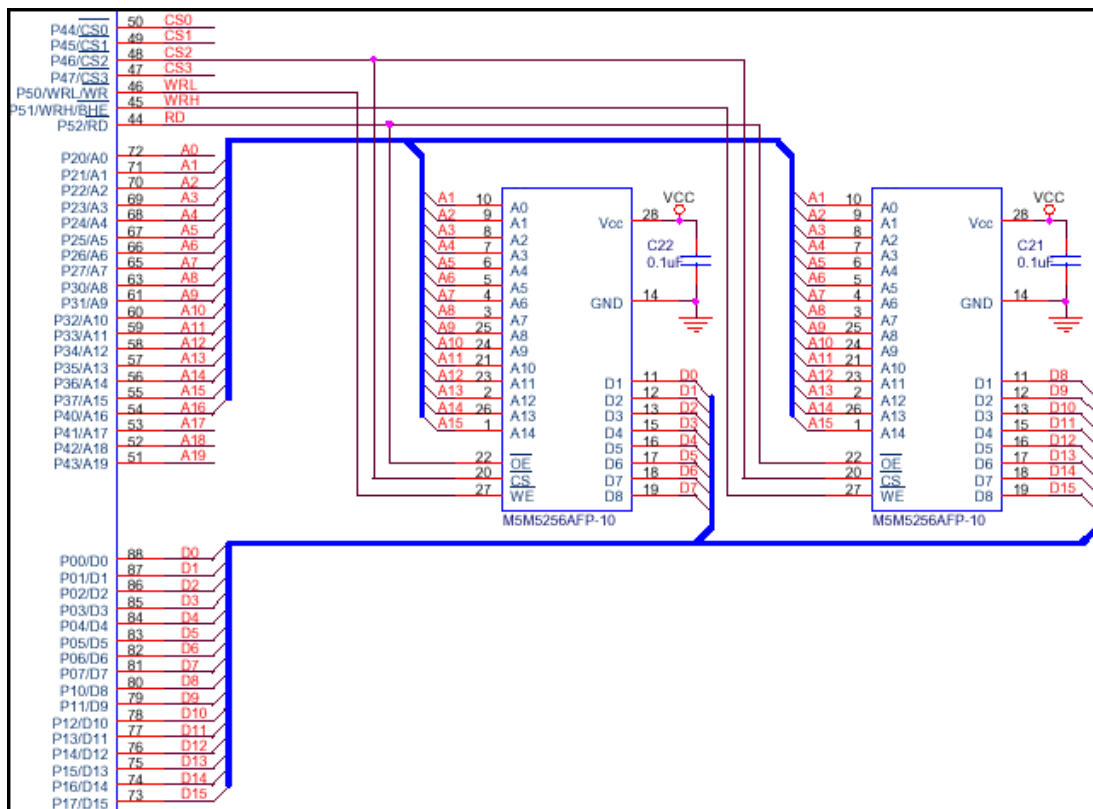 P44/CS0 50 CS0
P45/CS1 49 CS1
P46/CS2 48 CS2
P47/CS3 47 CS3
P50/WRL/WR 46 WRL
P51/WRH/BHE 45 WRH
P52/RD 44 RD
P20/A0 72 A0
P21/A1 71 A1
P22/A2 70 A2
P23/A3 69 A3
P24/A4 68 A4
P25/A5 67 A5
P26/A6 66 A6
P27/A7 65 A7
P30/A8 63 A8
P31/A9 61 A9
P32/A10 60 A10
P33/A11 59 A11
P34/A12 58 A12
P35/A13 57 A13
P36/A14 56 A14
P37/A15 55 A15
P40/A16 54 A16
P41/A17 53 A17
P42/A18 52 A18
P43/A19 51 A19
P00/D0 88 D0
P01/D1 87 D1
P02/D2 86 D2
P03/D3 85 D3
P04/D4 84 D4
P05/D5 83 D5
P06/D6 82 D6
P07/D7 81 D7
P10/D8 80 D8
P11/D9 79 D9
P12/D10 78 D10
P13/D11 77 D11
P14/D12 76 D12
P15/D13 75 D13
P16/D14 74 D14
P17/D15 73 D15
A1 10 A0
A2 9 A1
A3 8 A2
A4 7 A3
A5 6 A4
A6 5 A5
A7 4 A6
A8 3 A7
A9 25 A8
A10 24 A9
A11 21 A10
A12 23 A11
A13 2 A12
A14 26 A13
A15 1 A14
22 OE
20 CS
27 WE
Vcc 28 VCC
C22
0.1uF
GND 14
D1 11 D0
D2 12 D1
D3 13 D2
D4 15 D3
D5 16 D4
D6 17 D5
D7 18 D6
D8 19 D7
M5M5256AFP-10
A1 10 A0
A2 9 A1
A3 8 A2
A4 7 A3
A5 6 A4
A6 5 A5
A7 4 A6
A8 3 A7
A9 25 A8
A10 24 A9
A11 21 A10
A12 23 A11
A13 2 A12
A14 26 A13
A15 1 A14
22 OE
20 CS
27 WE
Vcc 28 VCC
C21
0.1uF
GND 14
D1 11 D8
D2 12 D9
D3 13 D10
D4 15 D11
D5 16 D12
D6 17 D13
D7 18 D14
D8 19 D15
M5M5256AFP-10